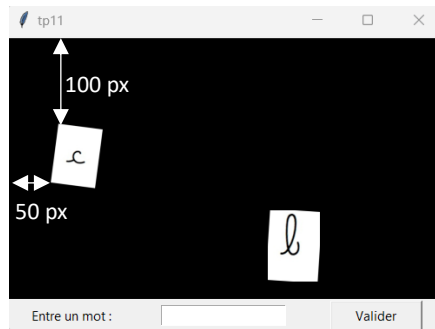 tp11
100 px
c
50 px
l
Entre un mot :
Valider